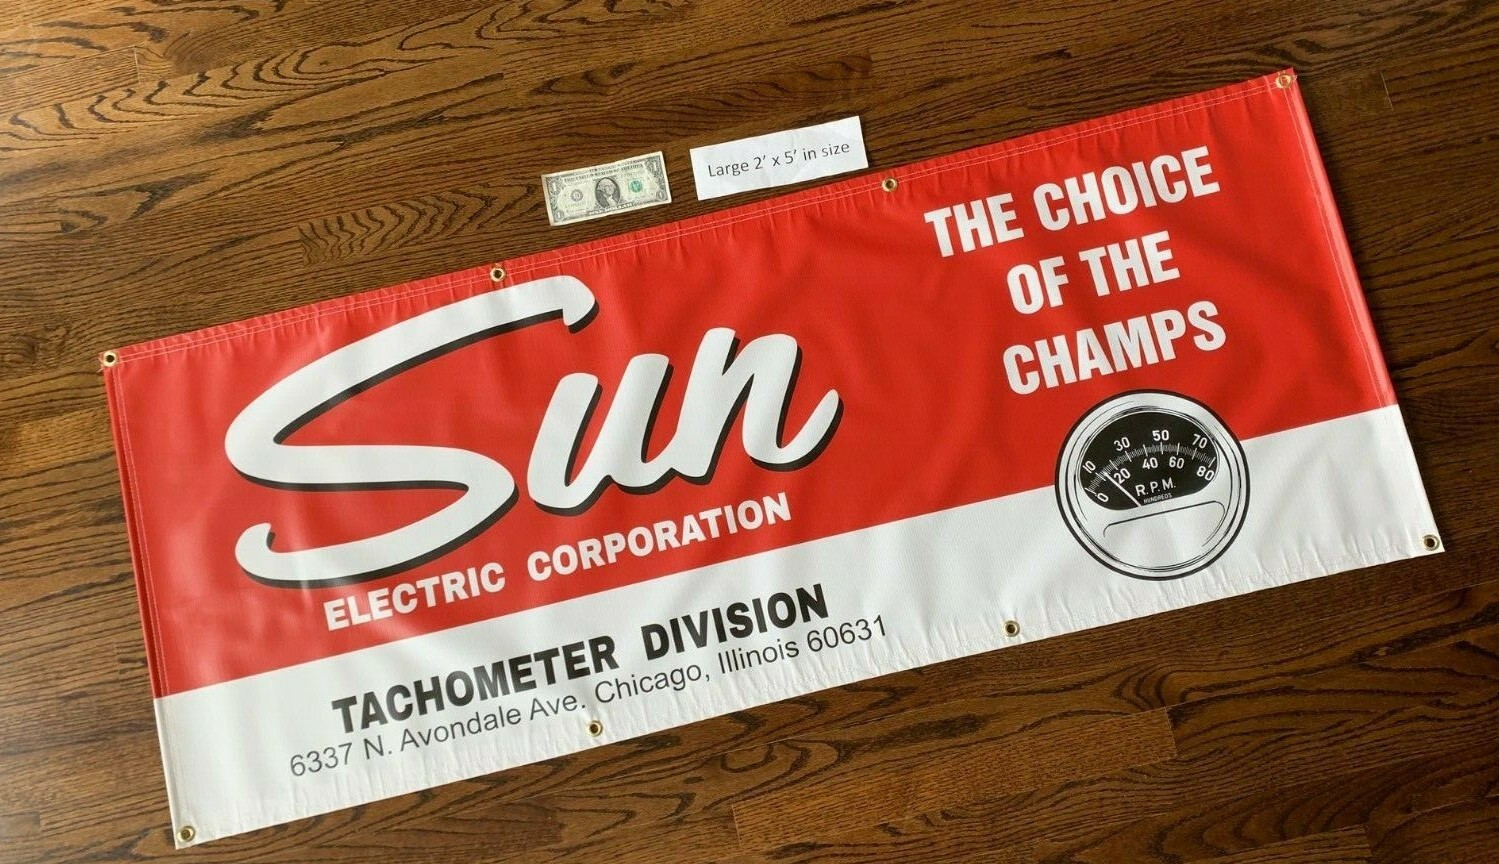 Large 2' x 5' in size
THE CHOICE
OF THE
CHAMPS
Sun
ELECTRIC CORPORATION
TACHOMETER DIVISION
6337 N. Avondale Ave. Chicago, Illinois 60631
0 10 20 30 40 50 60 70 80
R.P.M.
HUNDREDS